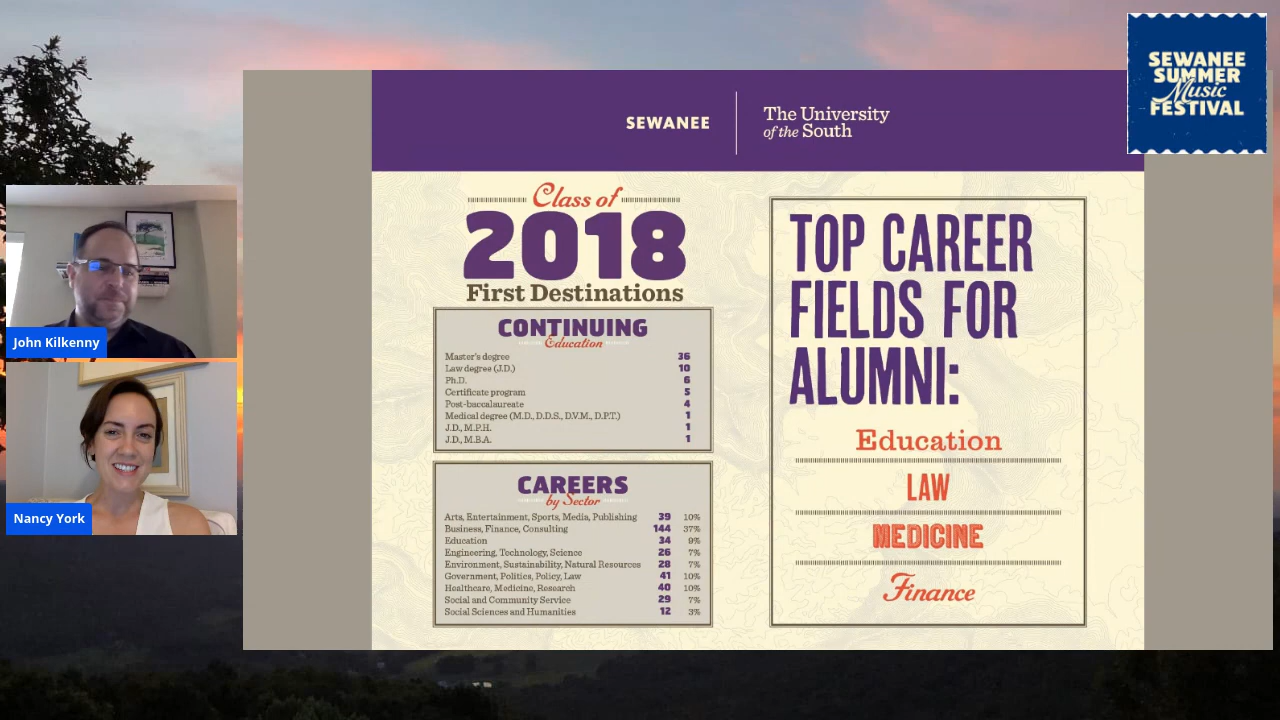 SEWANEE
SUMMER
Music
FESTIVAL
SEWANEE
The University
of the South
Class of
2018
First Destinations
CONTINUING
Education
Master's degree 36
Law degree (J.D.) 10
Ph.D. 6
Certificate program 5
Post-baccalaureate 4
Medical degree (M.D., D.D.S., D.V.M., D.P.T.) 1
J.D., M.P.H. 1
J.D., M.B.A. 1
CAREERS
by Sector
Arts, Entertainment, Sports, Media, Publishing 39 10%
Business, Finance, Consulting 144 37%
Education 34 9%
Engineering, Technology, Science 26 7%
Environment, Sustainability, Natural Resources 28 7%
Government, Politics, Policy, Law 41 10%
Healthcare, Medicine, Research 40 10%
Social and Community Service 29 7%
Social Sciences and Humanities 12 3%
TOP CAREER
FIELDS FOR
ALUMNI:
Education
LAW
MEDICINE
Finance
John Kilkenny
Nancy York